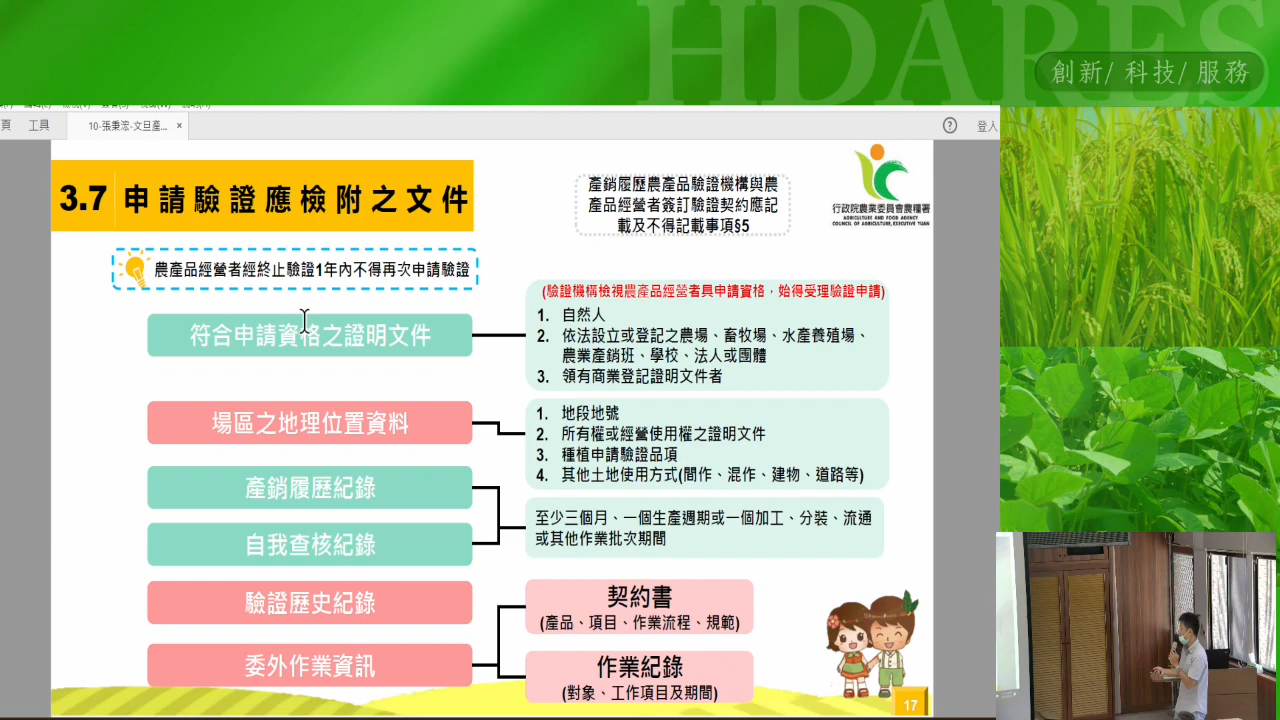 HDARES
創新/ 科技/ 服務
頁 工具 10-張秉浤-文旦產... × ? 登入
3.7 申請驗證應檢附之文件
產銷履歷農產品驗證機構與農
產品經營者簽訂驗證契約應記
載及不得記載事項§5
行政院農業委員會農糧署
AGRICULTURE AND FOOD AGENCY
COUNCIL OF AGRICULTURE, EXECUTIVE YUAN
農產品經營者經終止驗證1年內不得再次申請驗證
符合申請資格之證明文件
(驗證機構檢視農產品經營者具申請資格，始得受理驗證申請)
1. 自然人
2. 依法設立或登記之農場、畜牧場、水產養殖場、
農業產銷班、學校、法人或團體
3. 領有商業登記證明文件者
場區之地理位置資料
1. 地段地號
2. 所有權或經營使用權之證明文件
3. 種植申請驗證品項
4. 其他土地使用方式(間作、混作、建物、道路等)
產銷履歷紀錄
自我查核紀錄
至少三個月、一個生產週期或一個加工、分裝、流通
或其他作業批次期間
驗證歷史紀錄
委外作業資訊
契約書
(產品、項目、作業流程、規範)
作業紀錄
(對象、工作項目及期間)
17